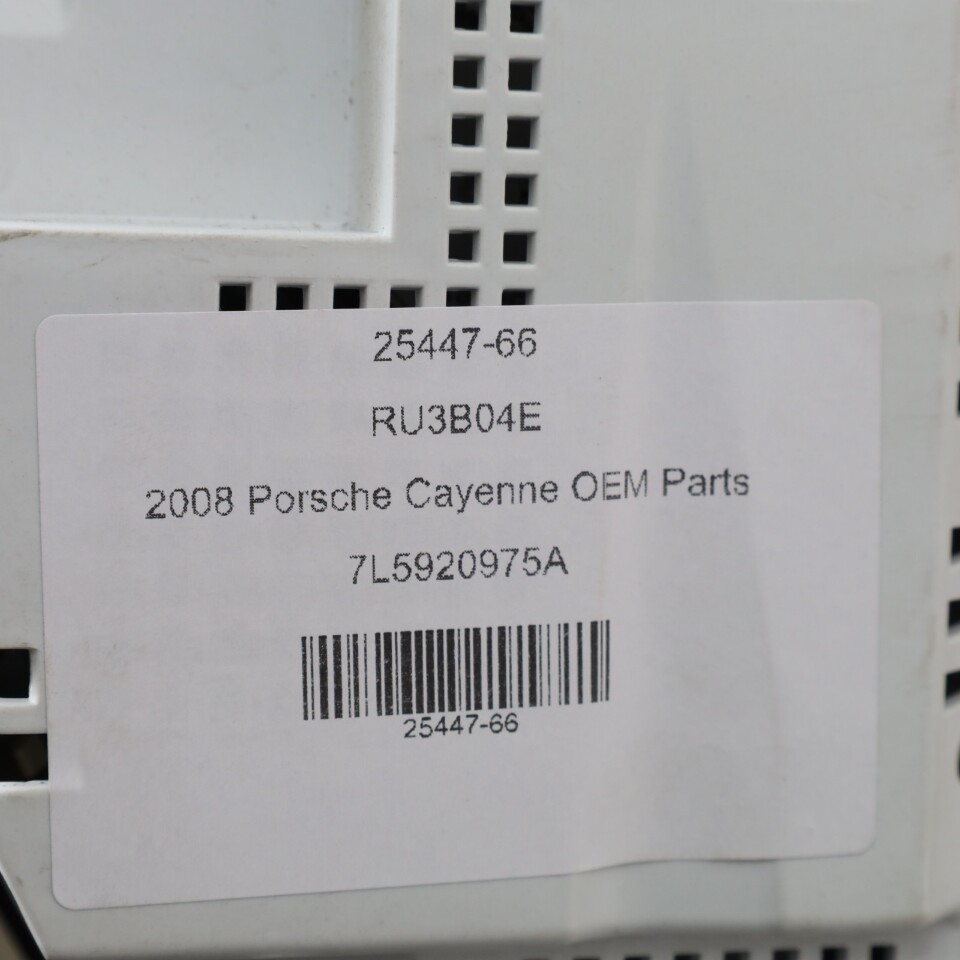 25447-66
RU3B04E
2008 Porsche Cayenne OEM Parts
7L5920975A
25447-66